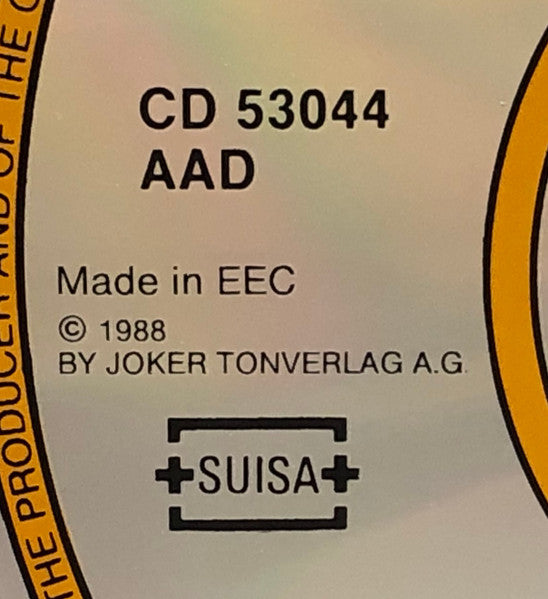 CD 53044
AAD
Made in EEC
© 1988
BY JOKER TONVERLAG A.G.
+SUISA+
THE PRODUCER AND OF THE